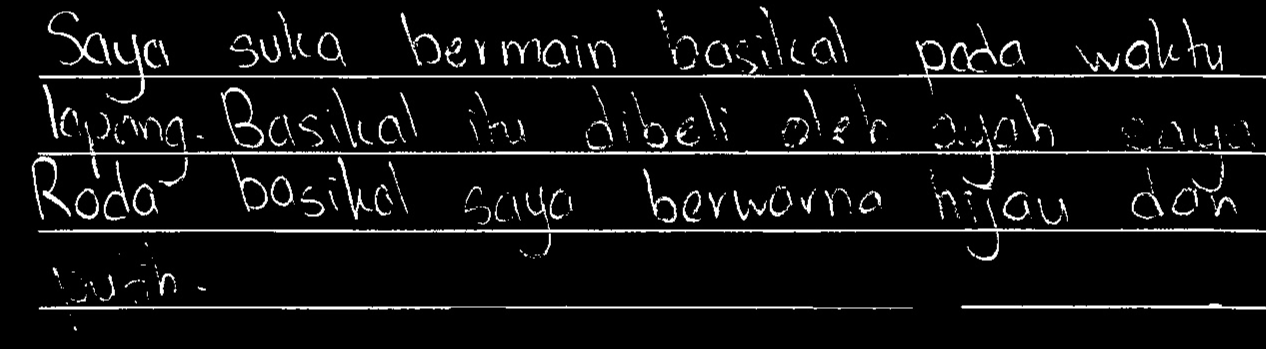 Saya suka bermain basikal pada waktu
lapang. Basikal itu dibeli oleh ayah saya
Roda basikal saya berwarna hijau dan
putih.